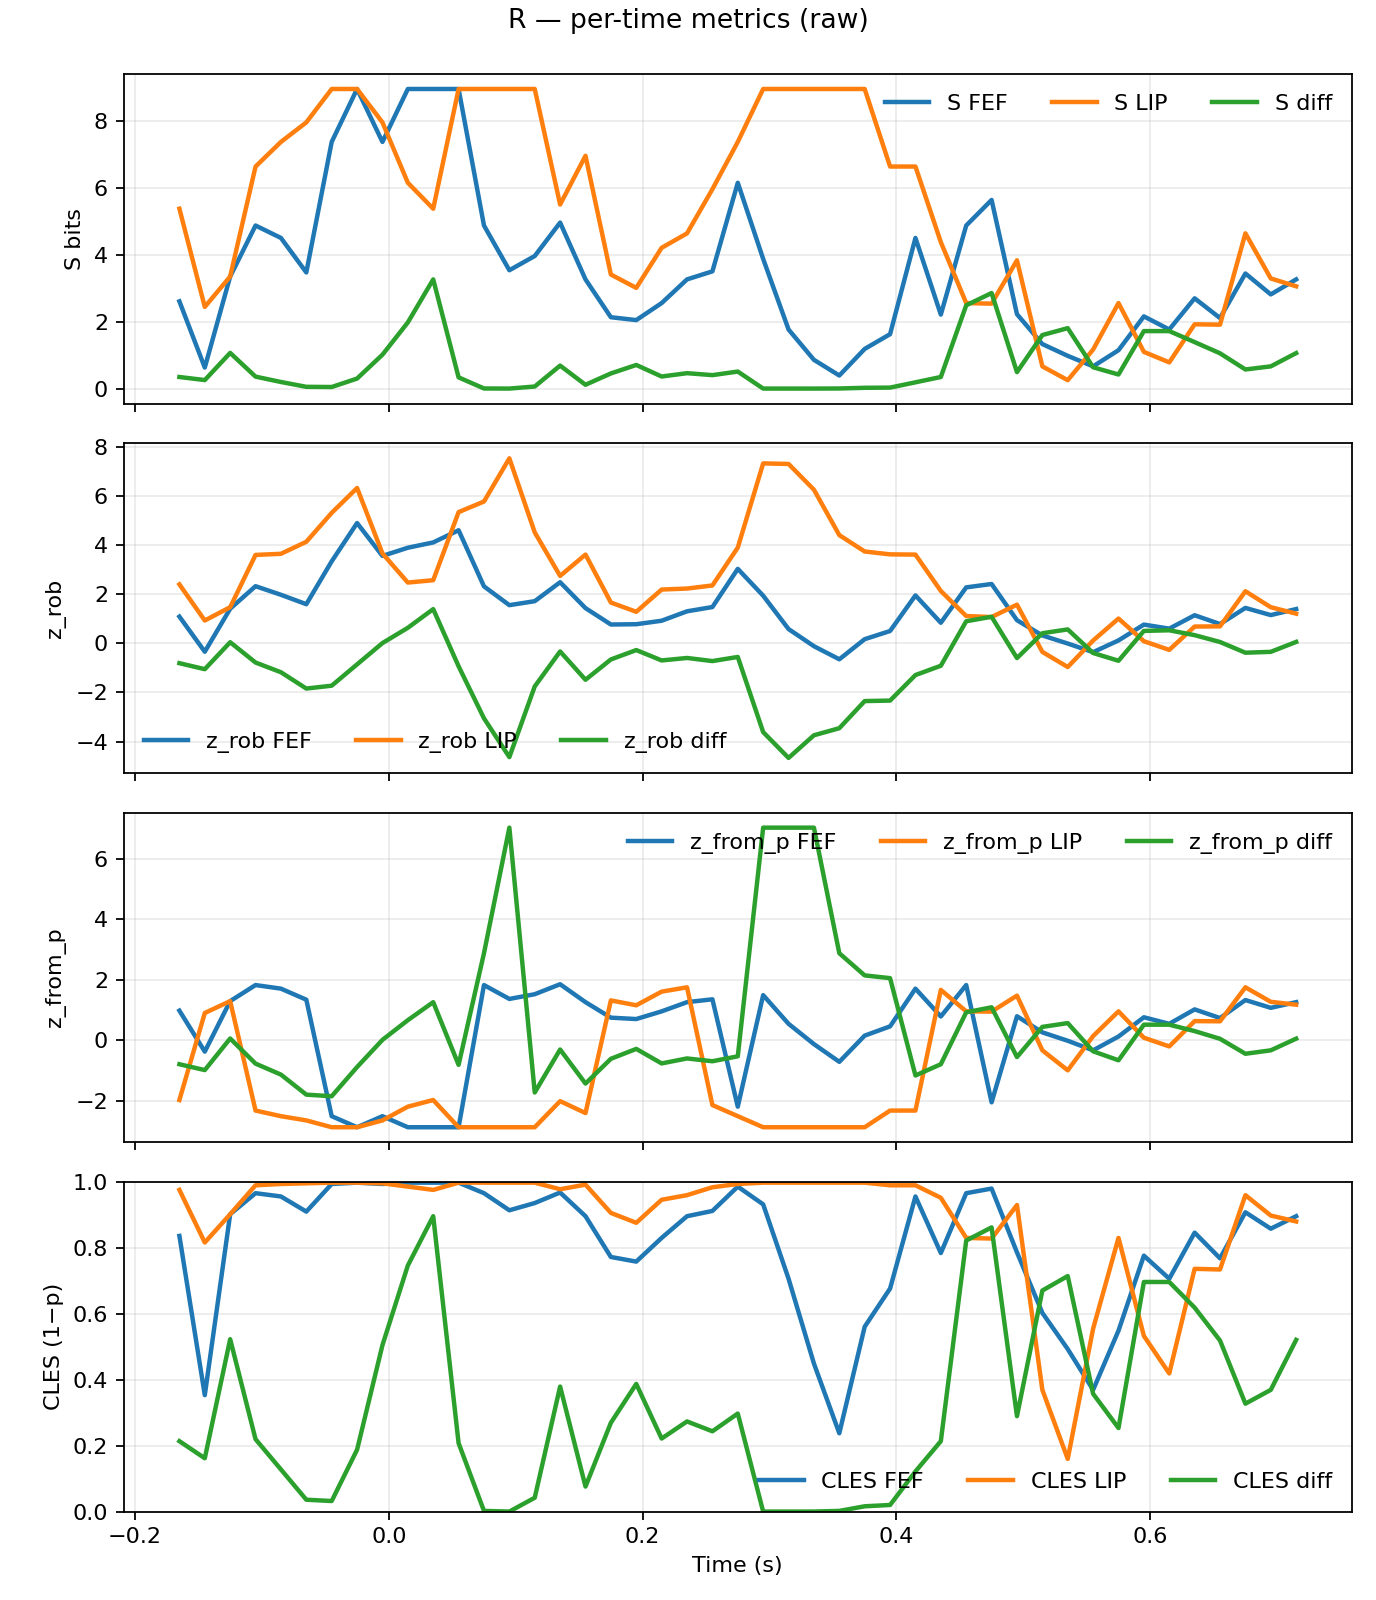 R — per-time metrics (raw)
S FEF S LIP S diff
S bits
8
6
4
2
0
z_rob
8
6
4
2
0
−2
−4
z_rob FEF z_rob LIP z_rob diff
z_from_p FEF z_from_p LIP z_from_p diff
z_from_p
6
4
2
0
−2
CLES (1−p)
1.0
0.8
0.6
0.4
0.2
0.0
CLES FEF CLES LIP CLES diff
−0.2 0.0 0.2 0.4 0.6
Time (s)